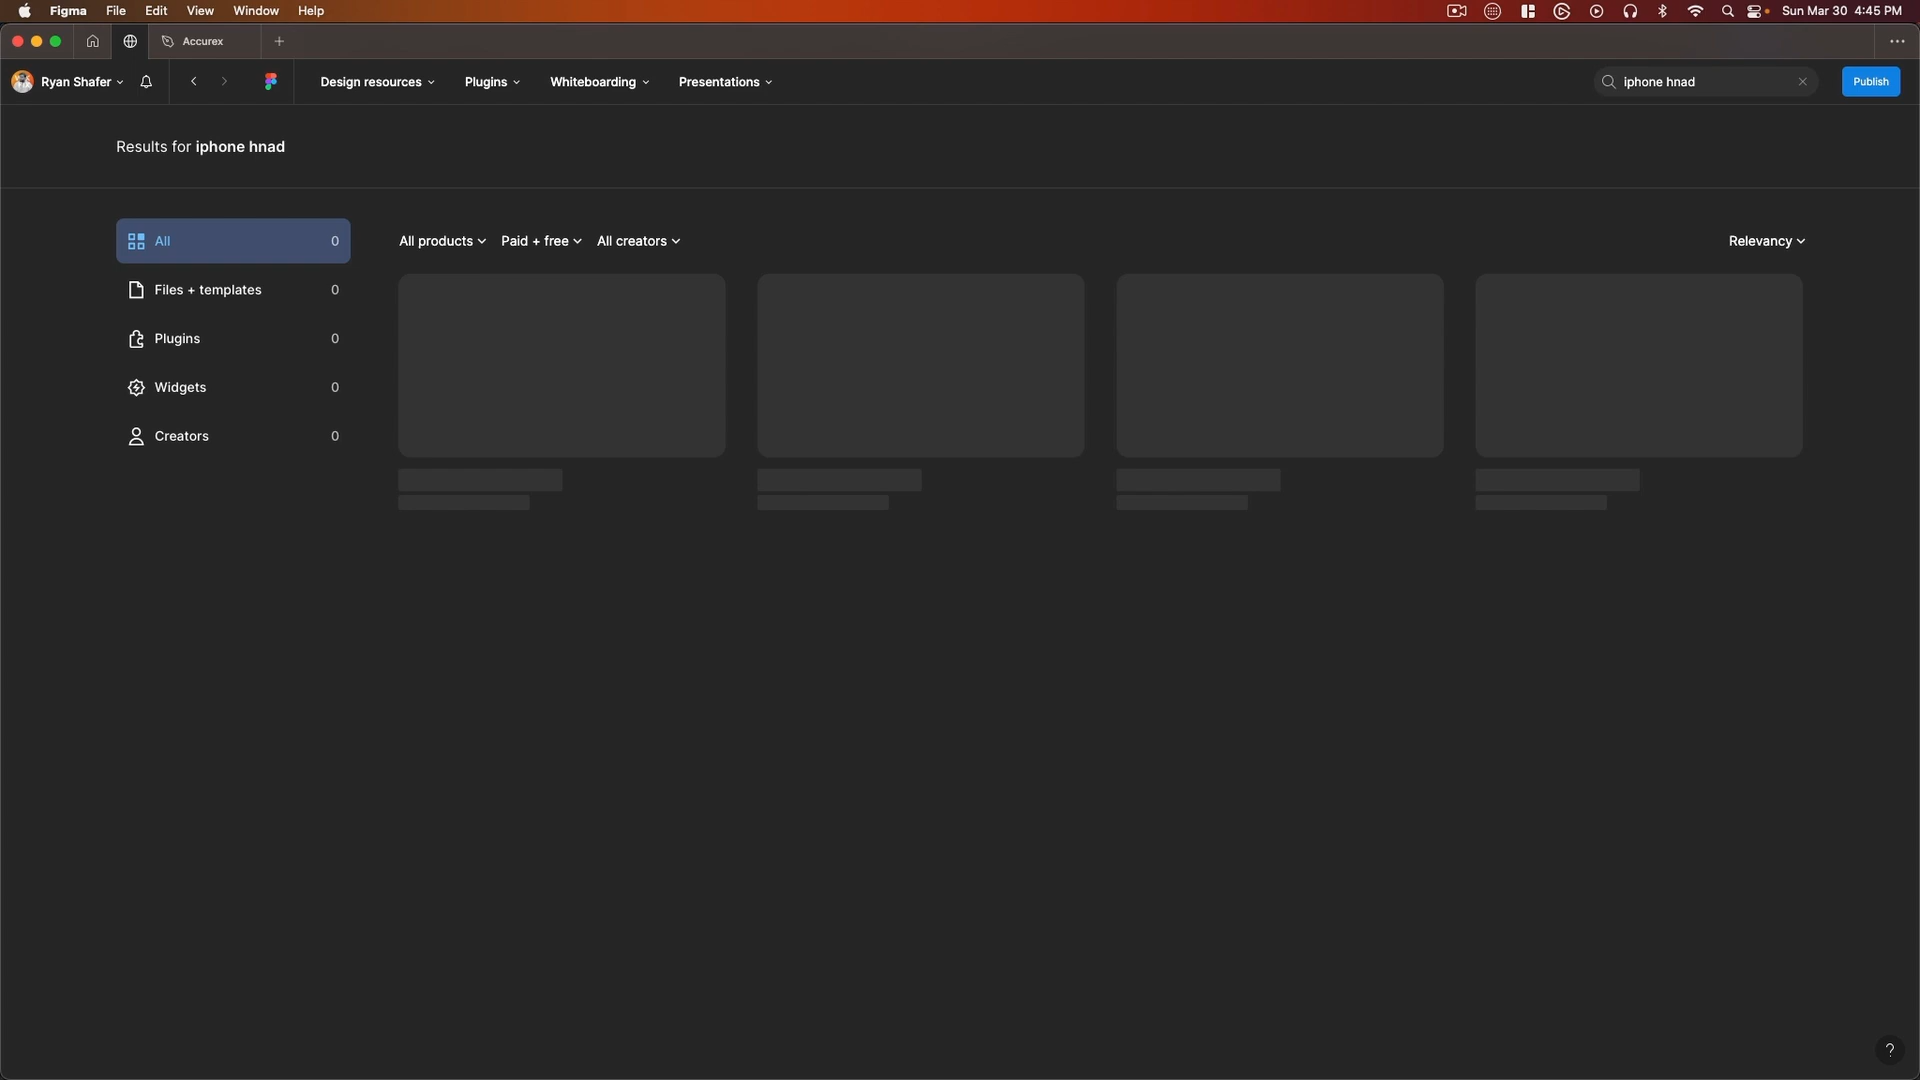 Figma File Edit View Window Help Sun Mar 30 4:45 PM
Accurex
Ryan Shafer Design resources Plugins Whiteboarding Presentations iphone hnad Publish
Results for iphone hnad
All 0 All products Paid + free All creators Relevancy
Files + templates 0
Plugins 0
Widgets 0
Creators 0
?